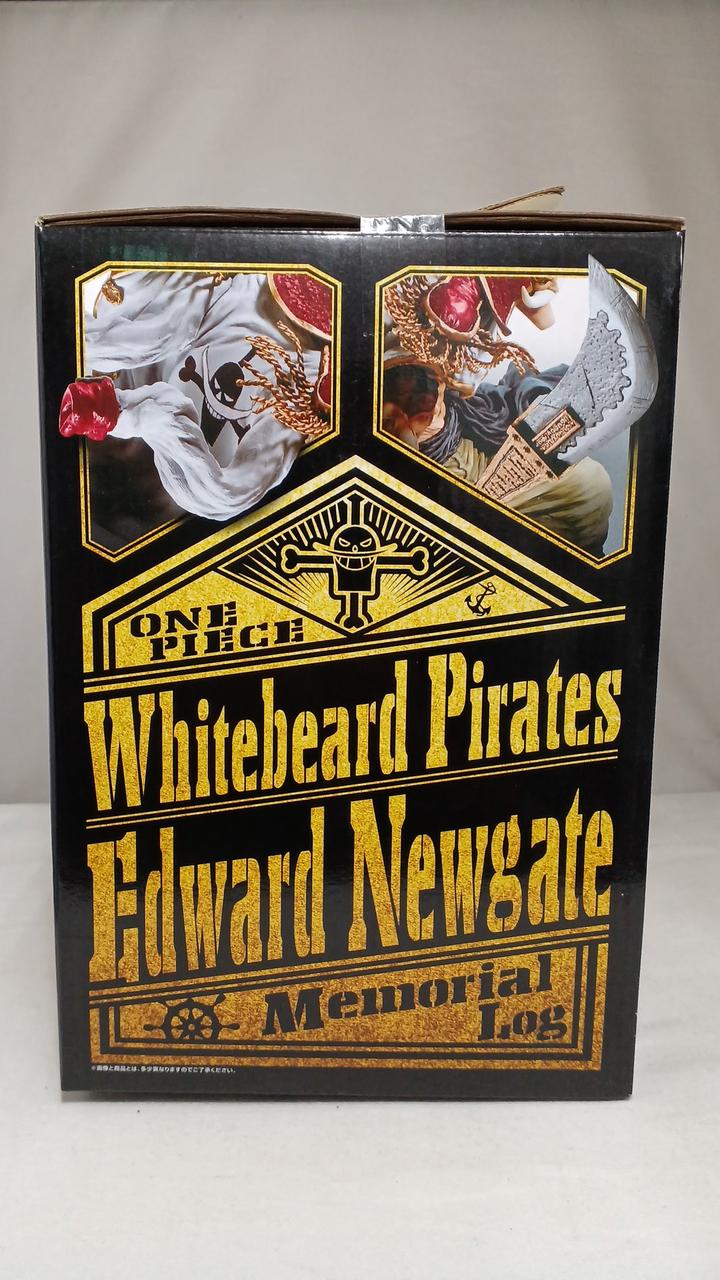 ONE
PIECE
Whitebeard Pirates
Edward Newgate
Memorial
Log
※画像と商品とは、多少異なりますのでご了承ください。